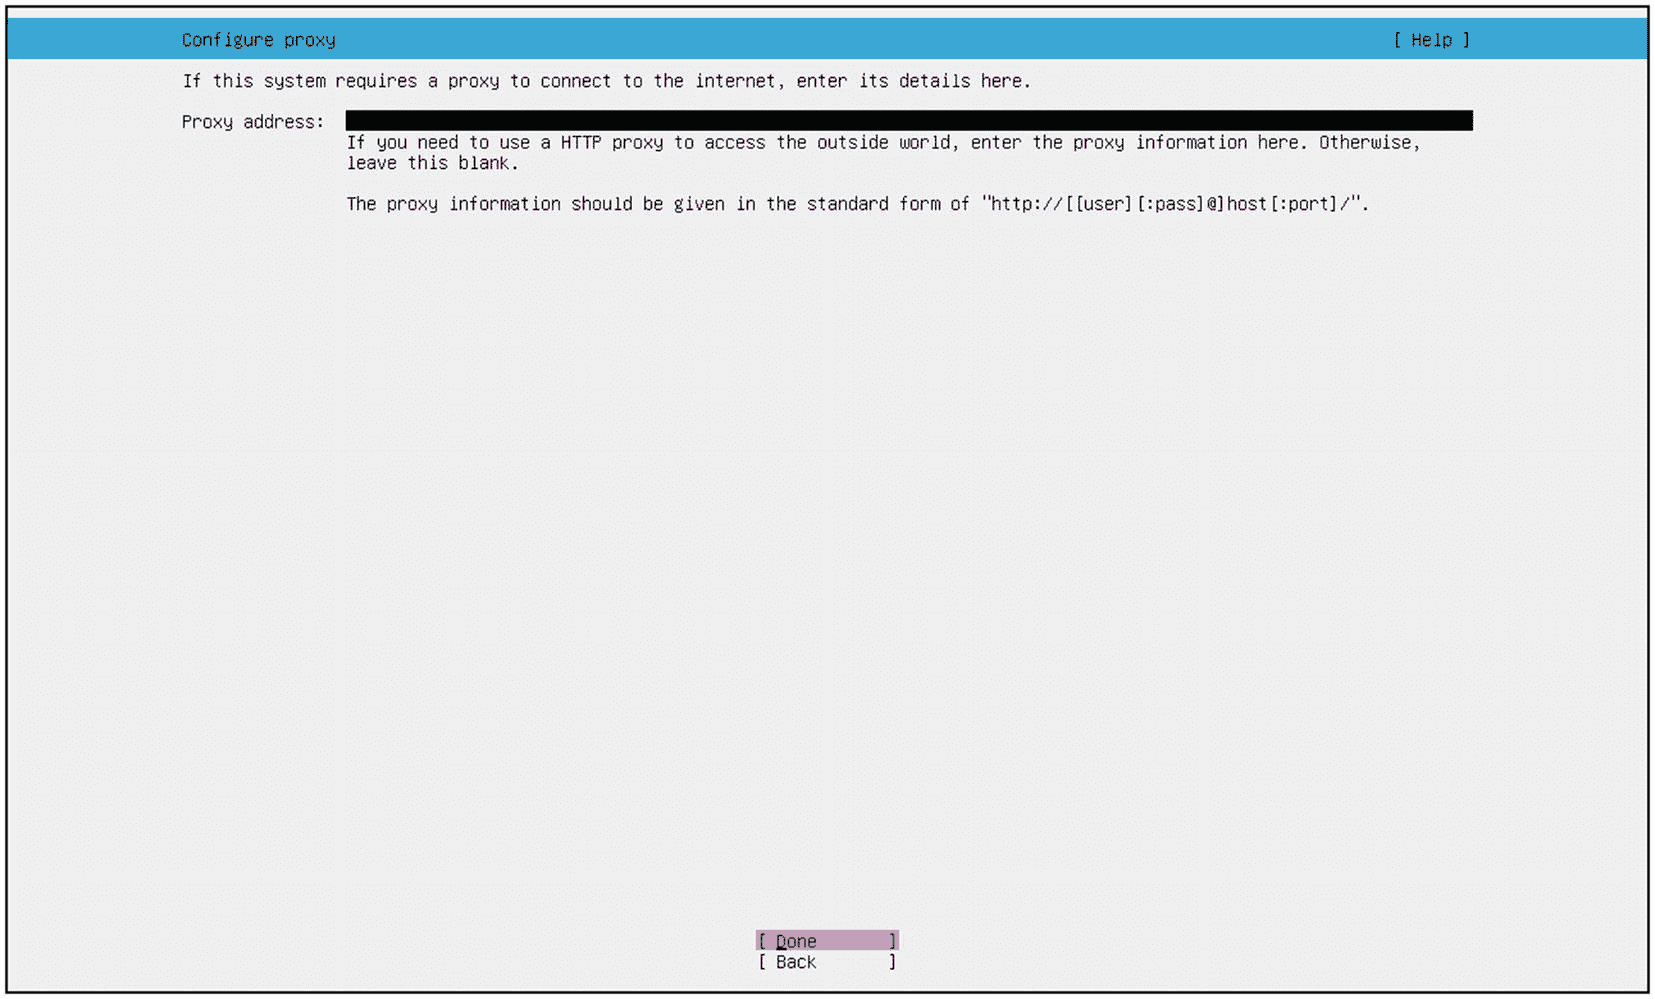 Configure proxy [ Help ]
If this system requires a proxy to connect to the internet, enter its details here.
Proxy address:
If you need to use a HTTP proxy to access the outside world, enter the proxy information here. Otherwise,
leave this blank.
The proxy information should be given in the standard form of "http://[[user][:pass]@]host[:port]/".
[ Done ]
[ Back ]